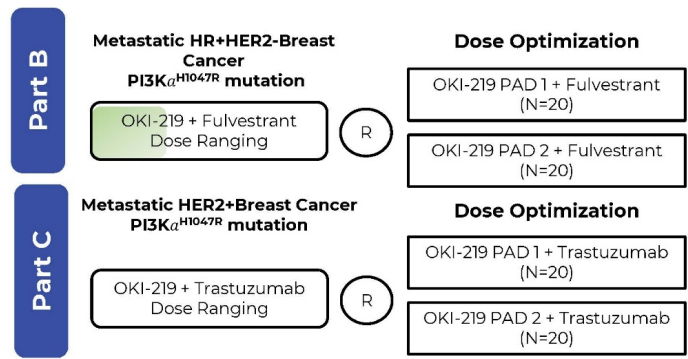 Part B
Metastatic HR+HER2-Breast
Cancer
PI3Kα^H1047R mutation
OKI-219 + Fulvestrant
Dose Ranging
R
Dose Optimization
OKI-219 PAD 1 + Fulvestrant
(N=20)
OKI-219 PAD 2 + Fulvestrant
(N=20)
Part C
Metastatic HER2+Breast Cancer
PI3Kα^H1047R mutation
OKI-219 + Trastuzumab
Dose Ranging
R
Dose Optimization
OKI-219 PAD 1 + Trastuzumab
(N=20)
OKI-219 PAD 2 + Trastuzumab
(N=20)